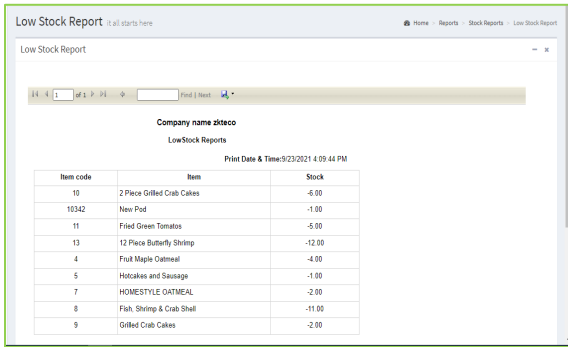 Low Stock Report it all starts here
Home > Reports > Stock Reports > Low Stock Report
Low Stock Report
1 of 1 Find | Next
Company name zkteco
LowStock Reports
Print Date & Time:9/23/2021 4:09:44 PM
Item code Item Stock
10 2 Piece Grilled Crab Cakes -6.00
10342 New Pod -1.00
11 Fried Green Tomatos -5.00
13 12 Piece Butterfly Shrimp -12.00
4 Fruit Maple Oatmeal -4.00
5 Hotcakes and Sausage -1.00
7 HOMESTYLE OATMEAL -2.00
8 Fish, Shrimp & Crab Shell -11.00
9 Grilled Crab Cakes -2.00